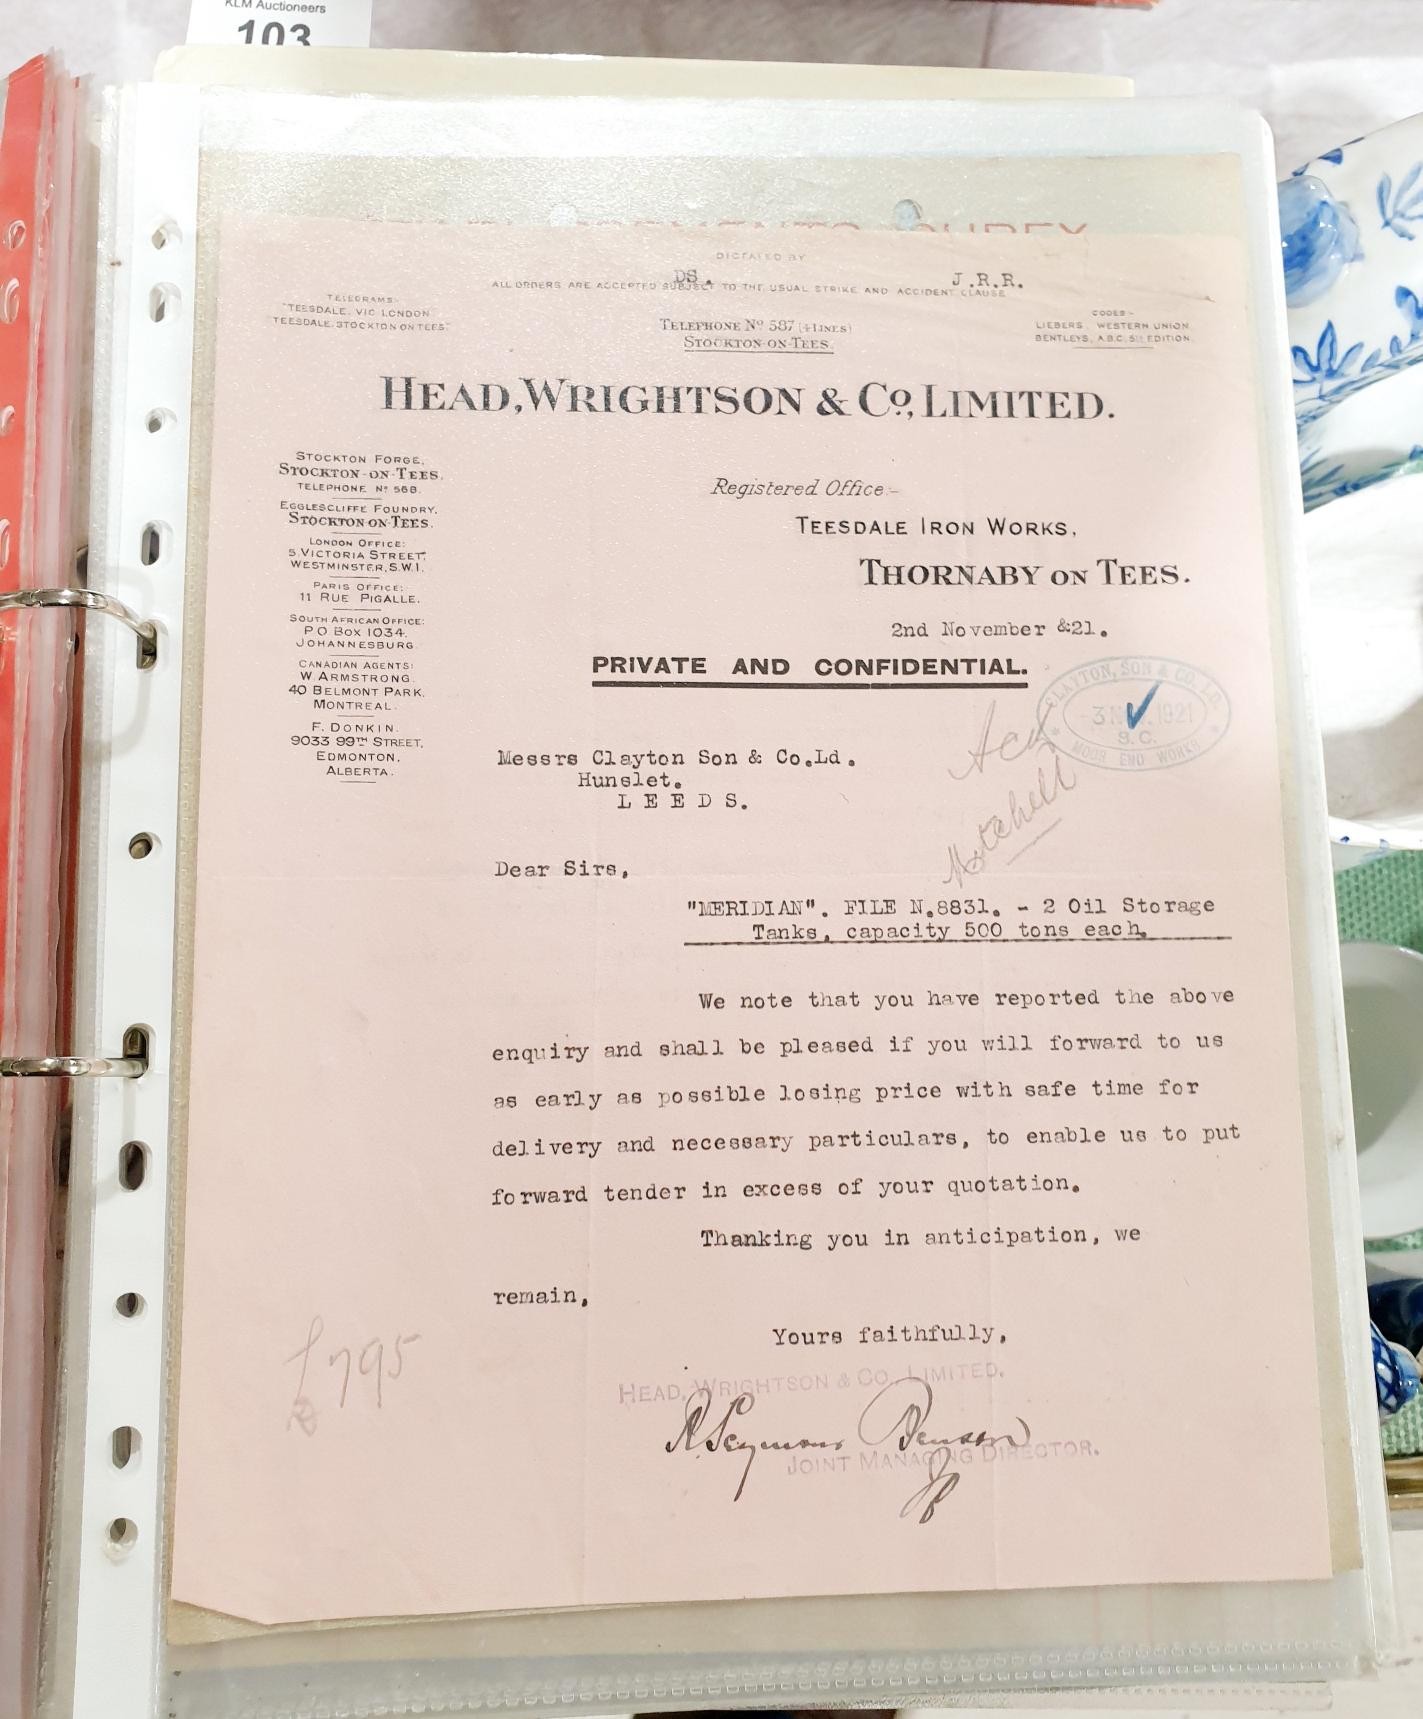 KLM Auctioneers
103
DICTATED BY
DS. J.R.R.
ALL ORDERS ARE ACCEPTED SUBJECT TO THE USUAL STRIKE AND ACCIDENT CLAUSE
TELEGRAMS:-
"TEESDALE, VIC LONDON
TEESDALE, STOCKTON ON TEES."
TELEPHONE No 587 (4 LINES)
STOCKTON-ON-TEES.
CODES:-
LIEBERS, WESTERN UNION,
BENTLEYS, A.B.C. 5TH EDITION.
HEAD, WRIGHTSON & Co, LIMITED.
STOCKTON FORGE,
STOCKTON-ON-TEES.
TELEPHONE No 568.
EGGLESCLIFFE FOUNDRY,
STOCKTON-ON-TEES.
LONDON OFFICE:
5, VICTORIA STREET,
WESTMINSTER, S.W.1.
PARIS OFFICE:
11 RUE PIGALLE.
SOUTH AFRICAN OFFICE:
P O BOX 1034.
JOHANNESBURG.
CANADIAN AGENTS:
W ARMSTRONG.
40 BELMONT PARK,
MONTREAL.
F. DONKIN.
9033 99TH STREET,
EDMONTON,
ALBERTA.
Registered Office:-
TEESDALE IRON WORKS,
THORNABY ON TEES.
2nd November &21.
PRIVATE AND CONFIDENTIAL.
CLAYTON, SON & CO. LD.
3 NOV 1921
S.C.
MOOR END WORKS
Ack
Mitchell
Messrs Clayton Son & Co.Ld.
Hunslet.
LEEDS.
Dear Sirs,
"MERIDIAN". FILE N.8831. - 2 Oil Storage
Tanks, capacity 500 tons each.
We note that you have reported the above
enquiry and shall be pleased if you will forward to us
as early as possible losing price with safe time for
delivery and necessary particulars, to enable us to put
forward tender in excess of your quotation.
Thanking you in anticipation, we
remain,
Yours faithfully,
£795
HEAD, WRIGHTSON & CO. LIMITED.
R Seymour Benson
JOINT MANAGING DIRECTOR.